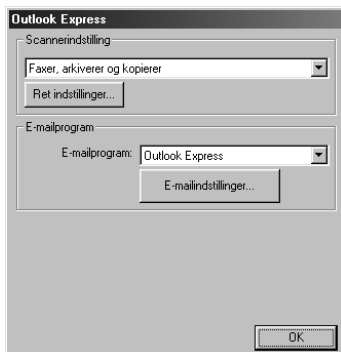 Outlook Express
Scannerindstilling
Faxer, arkiverer og kopierer
Ret indstillinger...
E-mailprogram
E-mailprogram: Outlook Express
E-mailindstillinger...
OK